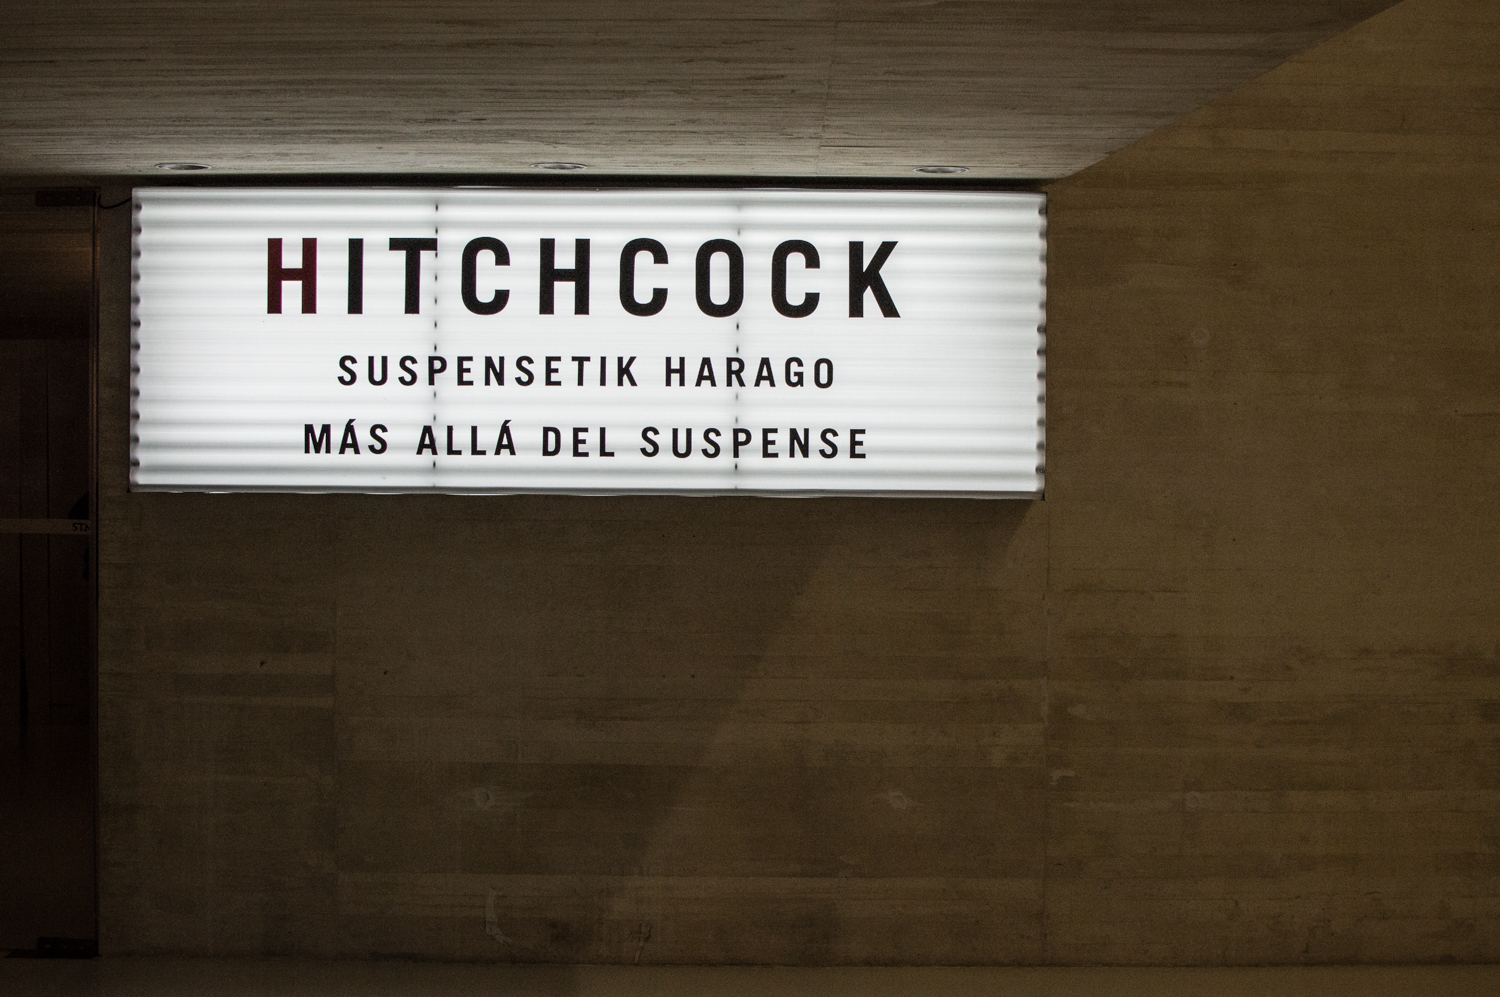 HITCHCOCK
SUSPENSETIK HARAGO
MÁS ALLÁ DEL SUSPENSE